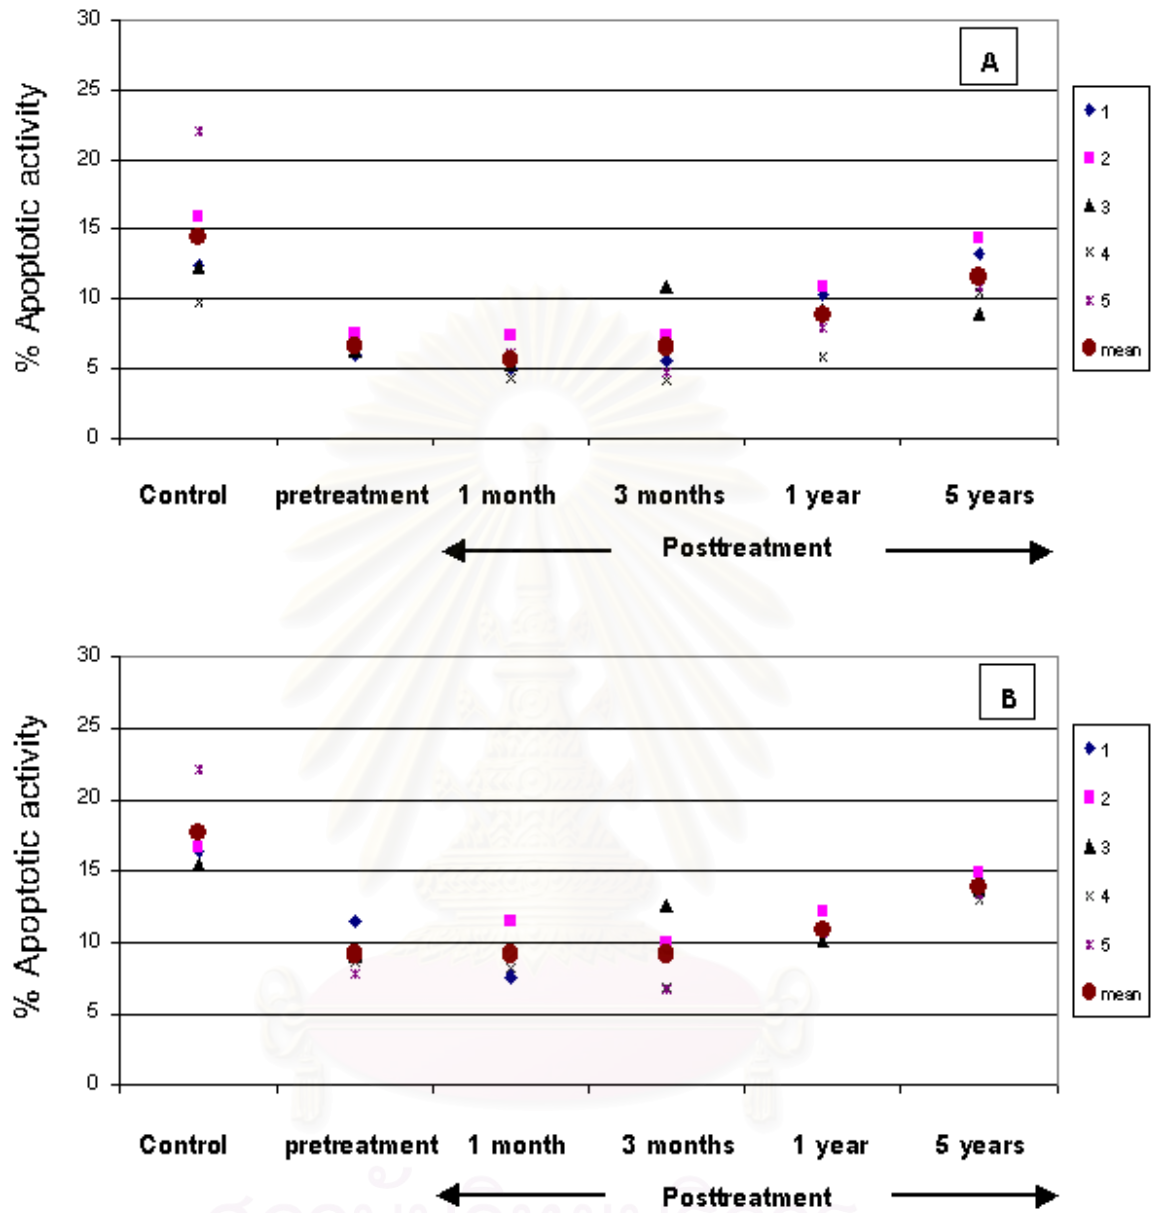 30
A
25
20
15
10
5
0
% Apoptotic activity
1
2
3
4
5
mean
Control pretreatment 1 month 3 months 1 year 5 years
Posttreatment
30
B
25
20
15
10
5
0
% Apoptotic activity
1
2
3
4
5
mean
Control pretreatment 1 month 3 months 1 year 5 years
Posttreatment